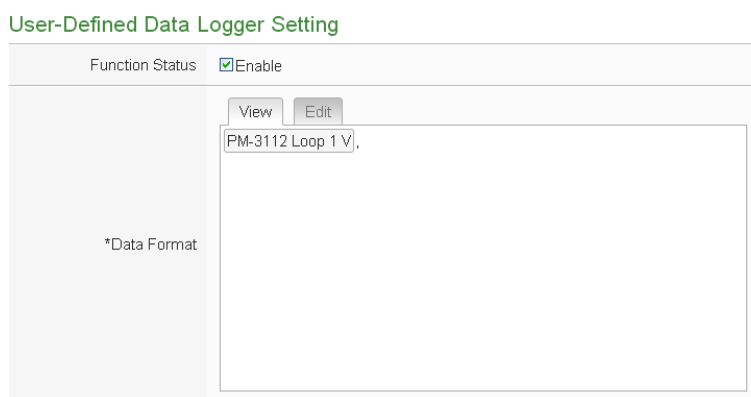 User-Defined Data Logger Setting
Function Status Enable
View Edit
PM-3112 Loop 1 V ,
*Data Format